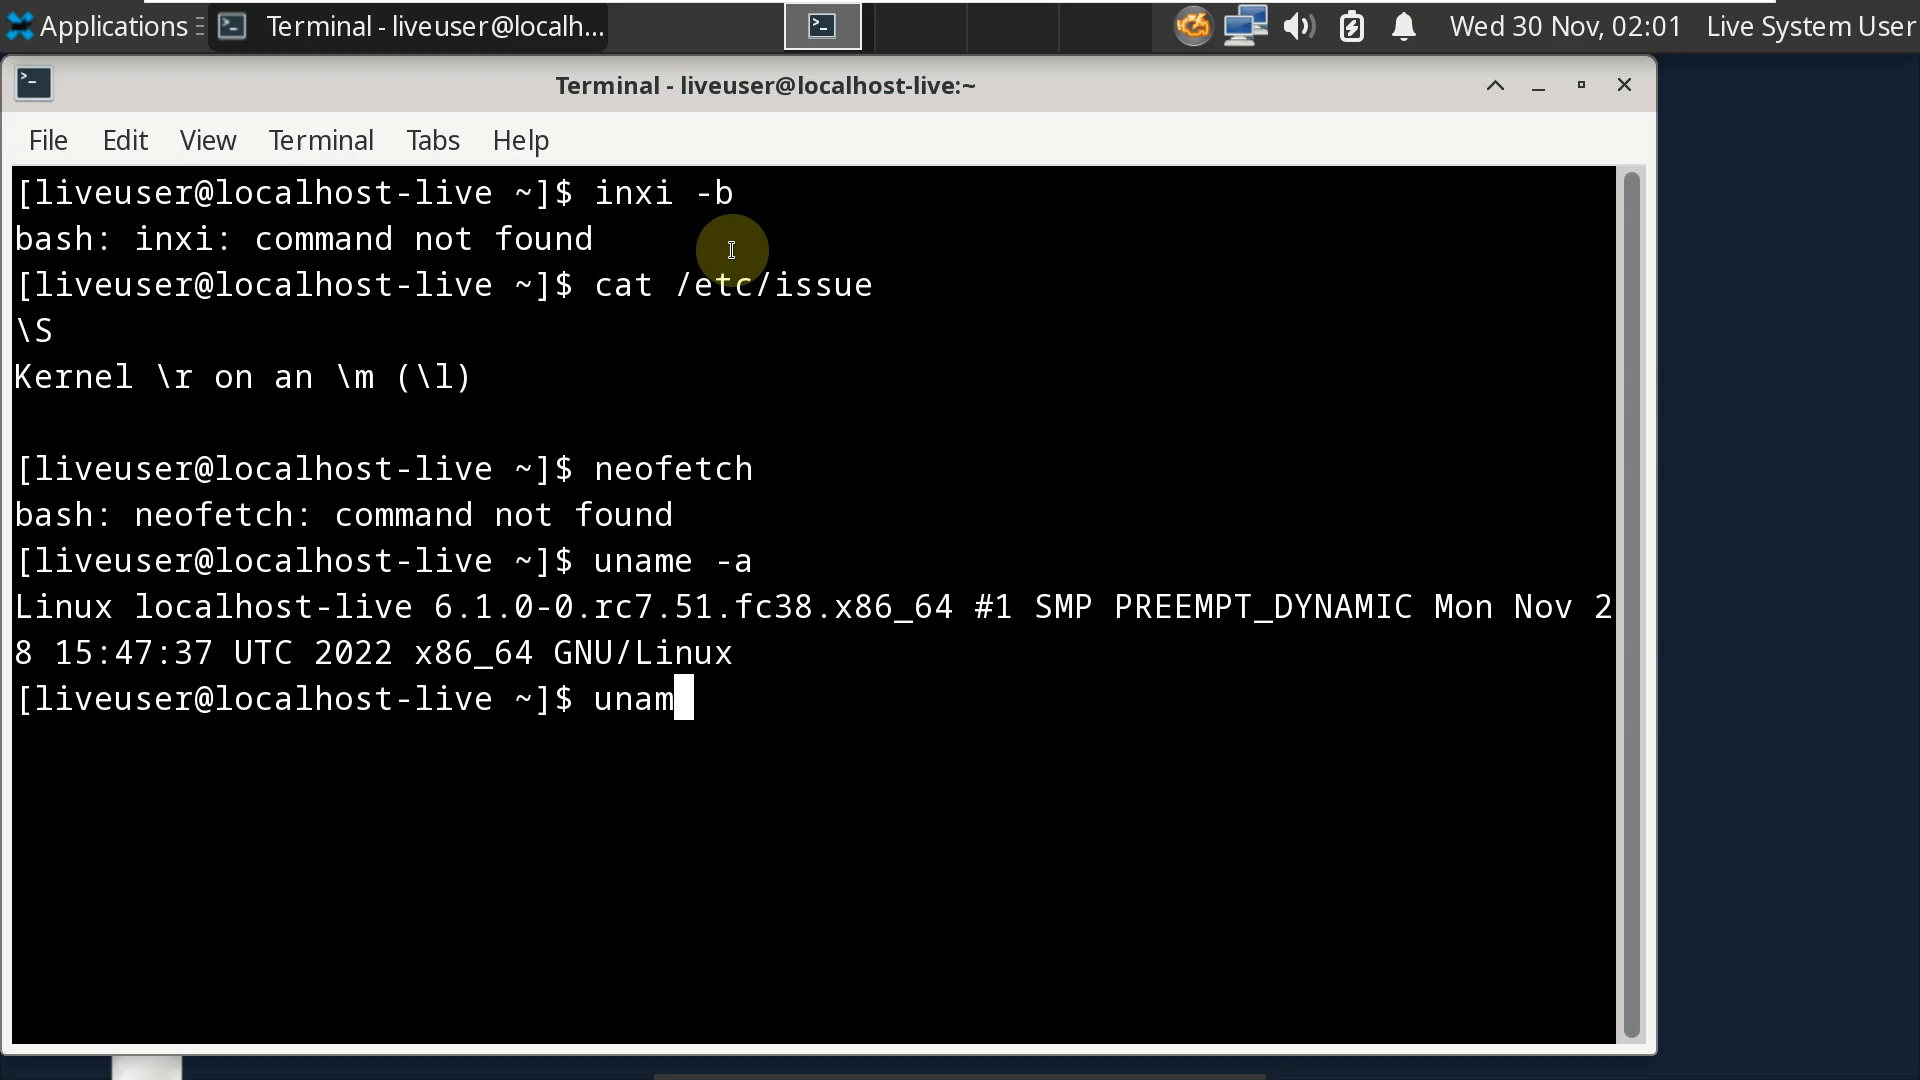 Applications Terminal - liveuser@localh... Wed 30 Nov, 02:01 Live System User
Terminal - liveuser@localhost-live:~
File Edit View Terminal Tabs Help
[liveuser@localhost-live ~]$ inxi -b
bash: inxi: command not found
[liveuser@localhost-live ~]$ cat /etc/issue
\S
Kernel \r on an \m (\l)
[liveuser@localhost-live ~]$ neofetch
bash: neofetch: command not found
[liveuser@localhost-live ~]$ uname -a
Linux localhost-live 6.1.0-0.rc7.51.fc38.x86_64 #1 SMP PREEMPT_DYNAMIC Mon Nov 2
8 15:47:37 UTC 2022 x86_64 GNU/Linux
[liveuser@localhost-live ~]$ unam